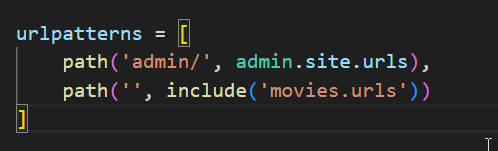 urlpatterns = [
    path('admin/', admin.site.urls),
    path('', include('movies.urls'))
]